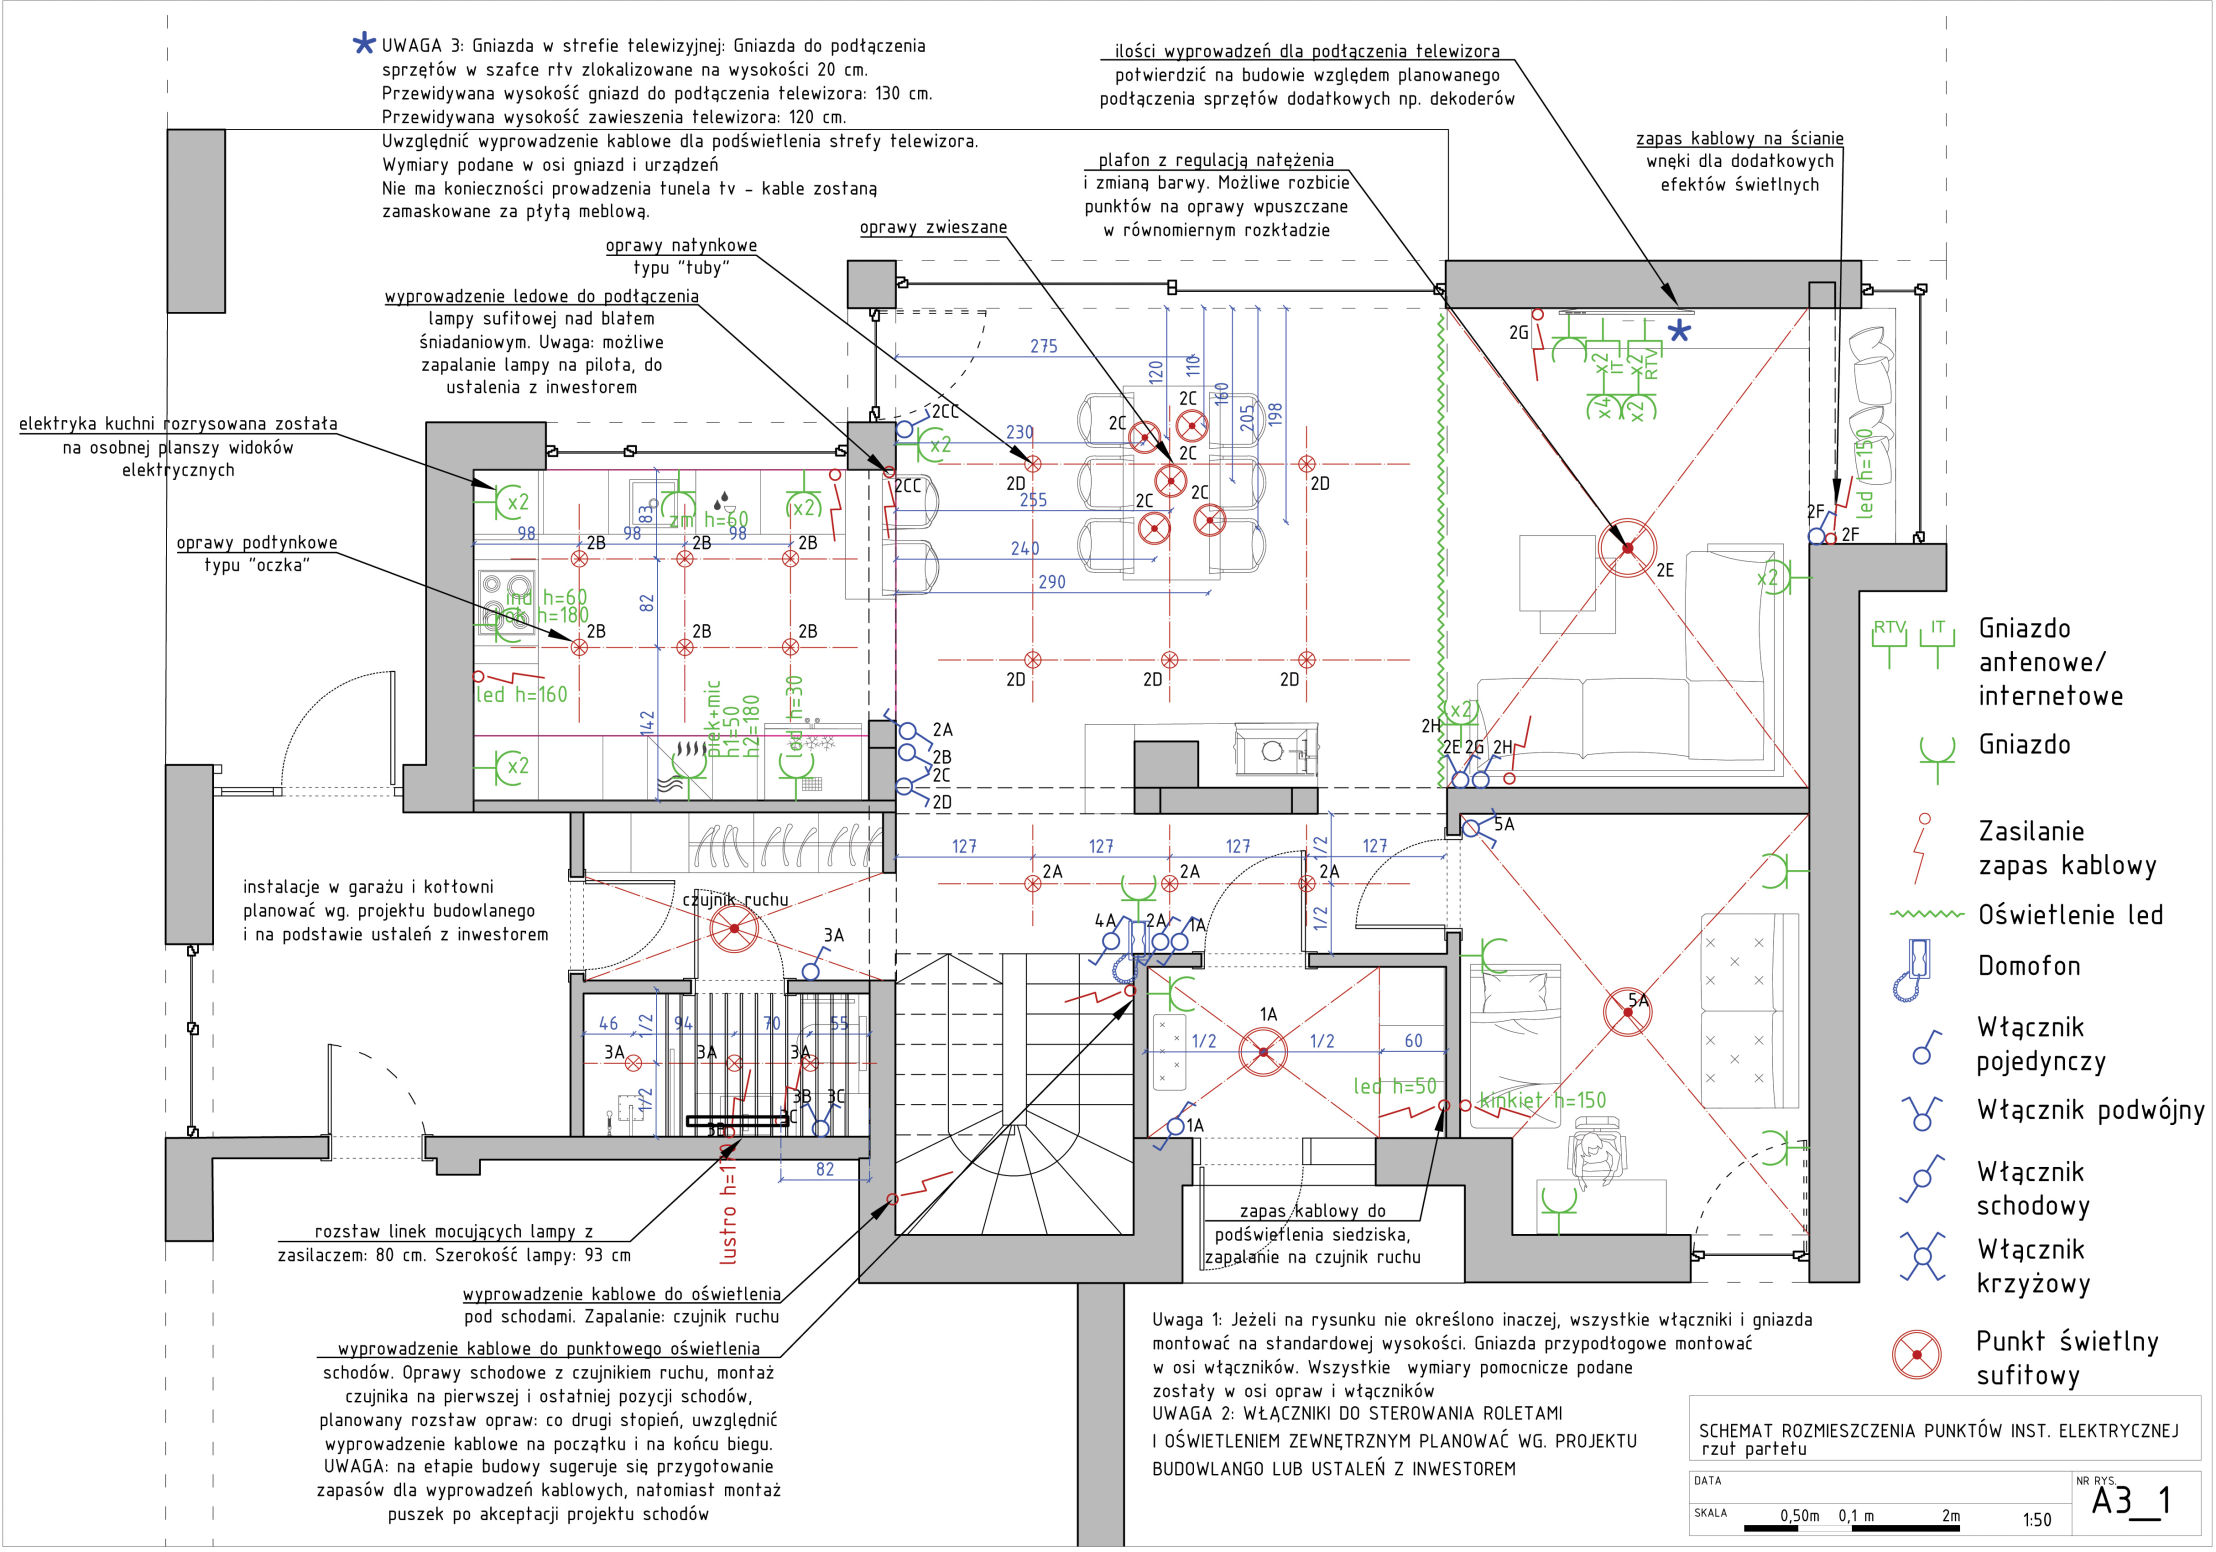 UWAGA 3: Gniazda w strefie telewizyjnej: Gniazda do podłączenia
sprzętów w szafce rtv zlokalizowane na wysokości 20 cm.
Przewidywana wysokość gniazd do podłączenia telewizora: 130 cm.
Przewidywana wysokość zawieszenia telewizora: 120 cm.
Uwzględnić wyprowadzenie kablowe dla podświetlenia strefy telewizora.
Wymiary podane w osi gniazd i urządzeń
Nie ma konieczności prowadzenia tunela tv - kable zostaną
zamaskowane za płytą meblową.
ilości wyprowadzeń dla podłączenia telewizora
potwierdzić na budowie względem planowanego
podłączenia sprzętów dodatkowych np. dekoderów
zapas kablowy na ścianie
wnęki dla dodatkowych
efektów świetlnych
plafon z regulacją natężenia
i zmianą barwy. Możliwe rozbicie
punktów na oprawy wpuszczane
w równomiernym rozkładzie
oprawy zwieszane
oprawy natynkowe
typu "tuby"
wyprowadzenie ledowe do podłączenia
lampy sufitowej nad blatem
śniadaniowym. Uwaga: możliwe
zapalanie lampy na pilota, do
ustalenia z inwestorem
elektryka kuchni rozrysowana została
na osobnej planszy widoków
elektrycznych
oprawy podtynkowe
typu "oczka"
275
120
110
160
205
198
230
255
240
290
2CC
x2
2CC
2C
2C
2C
2C
2C
2D
2D
2D
2D
2D
2G
x2
IT
x2
RTV
x4
x2
led h=150
2F
2F
2E
x2
x2
x2
zm h=60
83
98
98
98
2B
2B
2B
ind h=60
ok h=180
82
2B
2B
2B
led h=160
142
piek+mic
h1=50
h2=180
lod h=30
x2
2A
2B
2C
2D
x2
2H
2E
2G
2H
5A
127
127
127
127
1/2
1/2
2A
2A
2A
4A
2A
1A
czujnik ruchu
3A
instalacje w garażu i kotłowni
planować wg. projektu budowlanego
i na podstawie ustaleń z inwestorem
46
1/2
94
70
55
3A
3A
3A
1/2
3B
3C
3C
3B
82
lustro h=1
1A
1/2
1/2
60
led h=50
1A
kinkiet h=150
5A
rozstaw linek mocujących lampy z
zasilaczem: 80 cm. Szerokość lampy: 93 cm
wyprowadzenie kablowe do oświetlenia
pod schodami. Zapalanie: czujnik ruchu
wyprowadzenie kablowe do punktowego oświetlenia
schodów. Oprawy schodowe z czujnikiem ruchu, montaż
czujnika na pierwszej i ostatniej pozycji schodów,
planowany rozstaw opraw: co drugi stopień, uwzględnić
wyprowadzenie kablowe na początku i na końcu biegu.
UWAGA: na etapie budowy sugeruje się przygotowanie
zapasów dla wyprowadzeń kablowych, natomiast montaż
puszek po akceptacji projektu schodów
zapas kablowy do
podświetlenia siedziska,
zapalanie na czujnik ruchu
Uwaga 1: Jeżeli na rysunku nie określono inaczej, wszystkie włączniki i gniazda
montować na standardowej wysokości. Gniazda przypodłogowe montować
w osi włączników. Wszystkie wymiary pomocnicze podane
zostały w osi opraw i włączników
UWAGA 2: WŁĄCZNIKI DO STEROWANIA ROLETAMI
I OŚWIETLENIEM ZEWNĘTRZNYM PLANOWAĆ WG. PROJEKTU
BUDOWLANGO LUB USTALEŃ Z INWESTOREM
RTV
IT
Gniazdo
antenowe/
internetowe
Gniazdo
Zasilanie
zapas kablowy
Oświetlenie led
Domofon
Włącznik
pojedynczy
Włącznik podwójny
Włącznik
schodowy
Włącznik
krzyżowy
Punkt świetlny
sufitowy
SCHEMAT ROZMIESZCZENIA PUNKTÓW INST. ELEKTRYCZNEJ
rzut partetu
DATA
NR RYS.
A3_1
SKALA
0,50m
0,1 m
2m
1:50